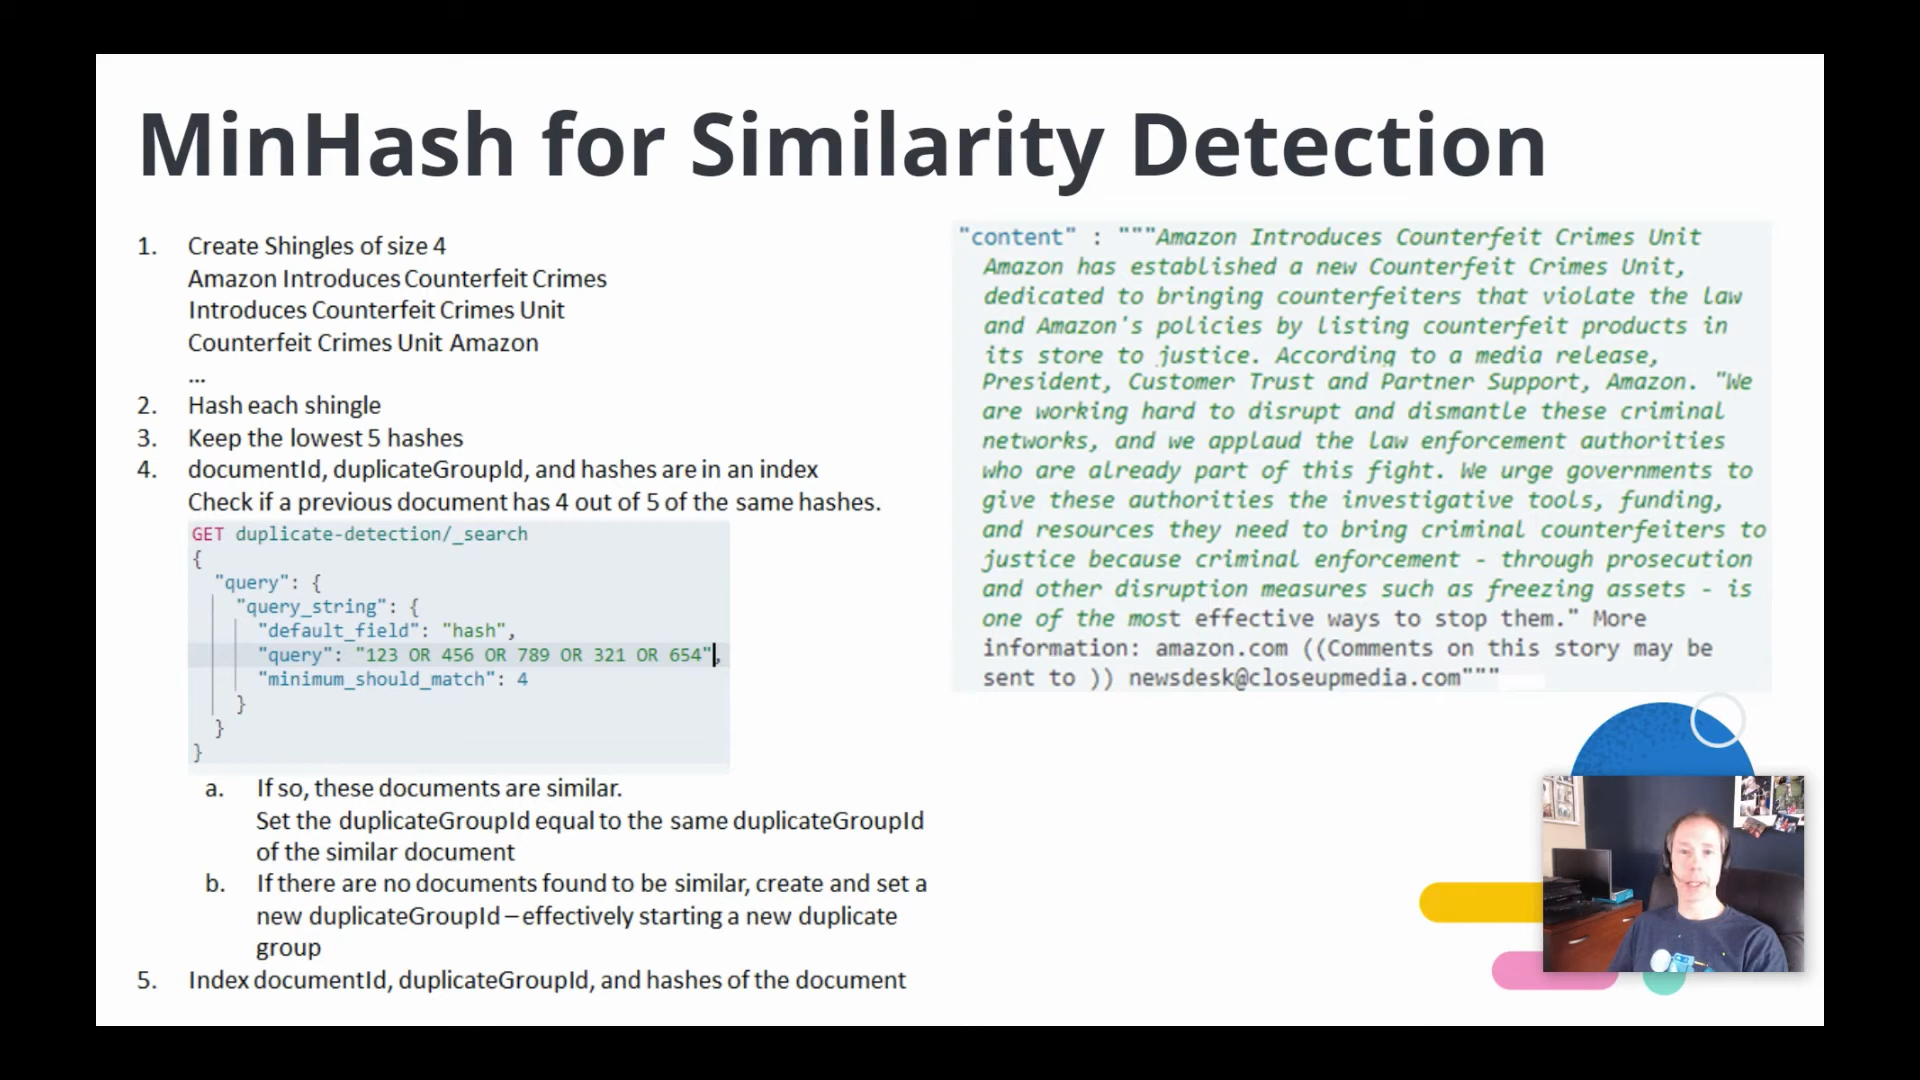 MinHash for Similarity Detection
1. Create Shingles of size 4
Amazon Introduces Counterfeit Crimes
Introduces Counterfeit Crimes Unit
Counterfeit Crimes Unit Amazon
...
2. Hash each shingle
3. Keep the lowest 5 hashes
4. documentId, duplicateGroupId, and hashes are in an index
Check if a previous document has 4 out of 5 of the same hashes.
GET duplicate-detection/_search
{
"query": {
"query_string": {
"default_field": "hash",
"query": "123 OR 456 OR 789 OR 321 OR 654",
"minimum_should_match": 4
}
}
}
a. If so, these documents are similar.
Set the duplicateGroupId equal to the same duplicateGroupId
of the similar document
b. If there are no documents found to be similar, create and set a
new duplicateGroupId – effectively starting a new duplicate
group
5. Index documentId, duplicateGroupId, and hashes of the document
"content" : """Amazon Introduces Counterfeit Crimes Unit
Amazon has established a new Counterfeit Crimes Unit,
dedicated to bringing counterfeiters that violate the law
and Amazon's policies by listing counterfeit products in
its store to justice. According to a media release,
President, Customer Trust and Partner Support, Amazon. "We
are working hard to disrupt and dismantle these criminal
networks, and we applaud the law enforcement authorities
who are already part of this fight. We urge governments to
give these authorities the investigative tools, funding,
and resources they need to bring criminal counterfeiters to
justice because criminal enforcement - through prosecution
and other disruption measures such as freezing assets - is
one of the most effective ways to stop them." More
information: amazon.com ((Comments on this story may be
sent to )) newsdesk@closeupmedia.com"""